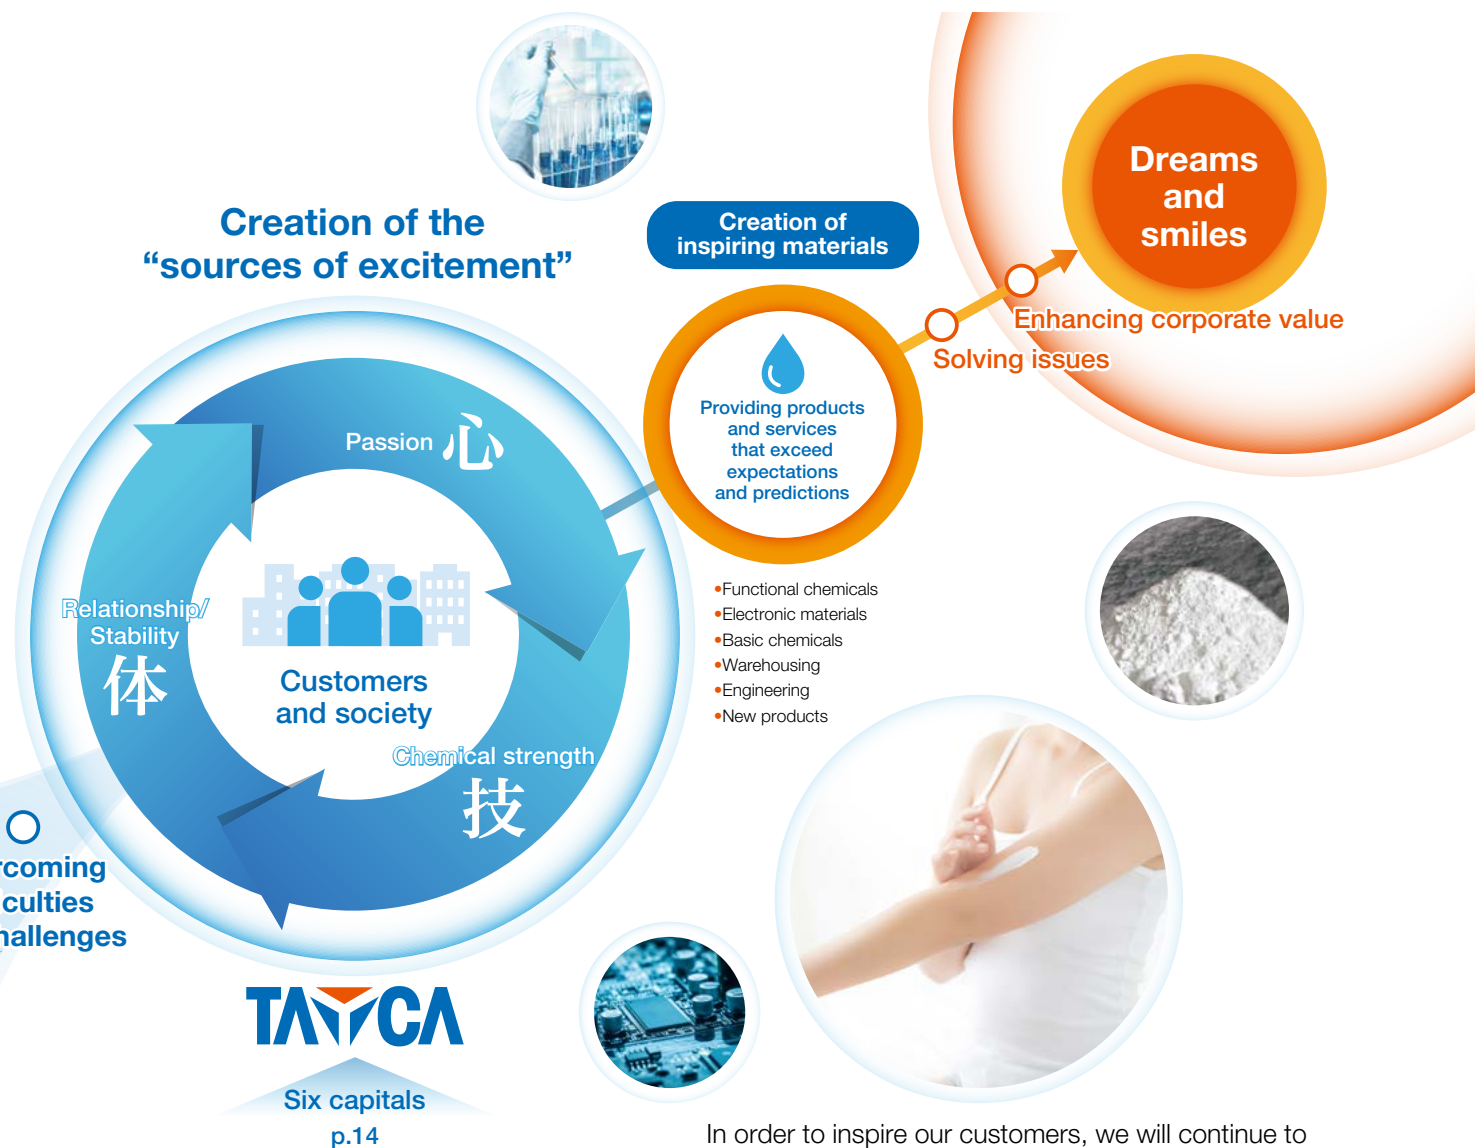 Creation of the
“sources of excitement”
Passion 心
Relationship/
Stability
体
Customers
and society
Chemical strength
技
Creation of
inspiring materials
Providing products
and services
that exceed
expectations
and predictions
•Functional chemicals
•Electronic materials
•Basic chemicals
•Warehousing
•Engineering
•New products
Dreams
and
smiles
Enhancing corporate value
Solving issues
rcoming
culties
hallenges
TAYCA
Six capitals
p.14
In order to inspire our customers, we will continue to